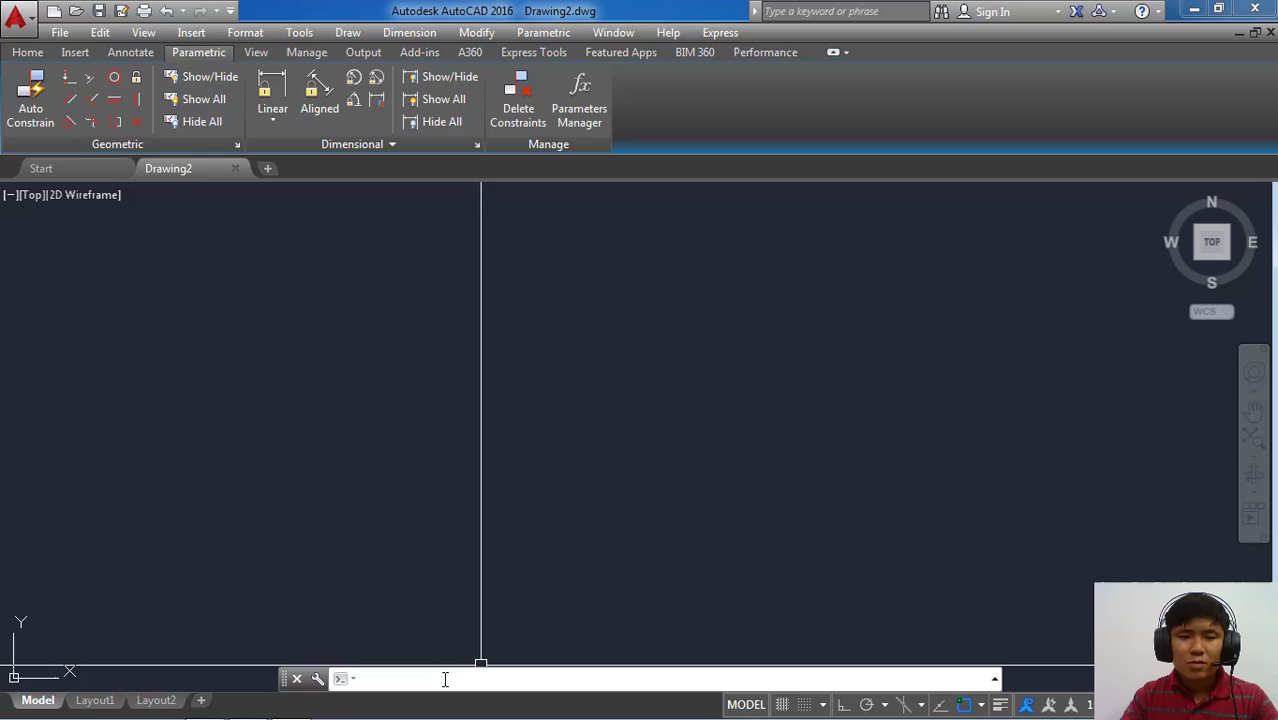 Autodesk AutoCAD 2016 Drawing2.dwg
Type a keyword or phrase
Sign In
File Edit View Insert Format Tools Draw Dimension Modify Parametric Window Help Express
Home Insert Annotate Parametric View Manage Output Add-ins A360 Express Tools Featured Apps BIM 360 Performance
Show/Hide
Show All
Hide All
Auto
Constrain
Linear
Aligned
Show/Hide
Show All
Hide All
Delete
Constraints
fx
Parameters
Manager
Geometric
Dimensional
Manage
Start
Drawing2
[−][Top][2D Wireframe]
N
W
TOP
E
S
WCS
Y
X
Model Layout1 Layout2
MODEL